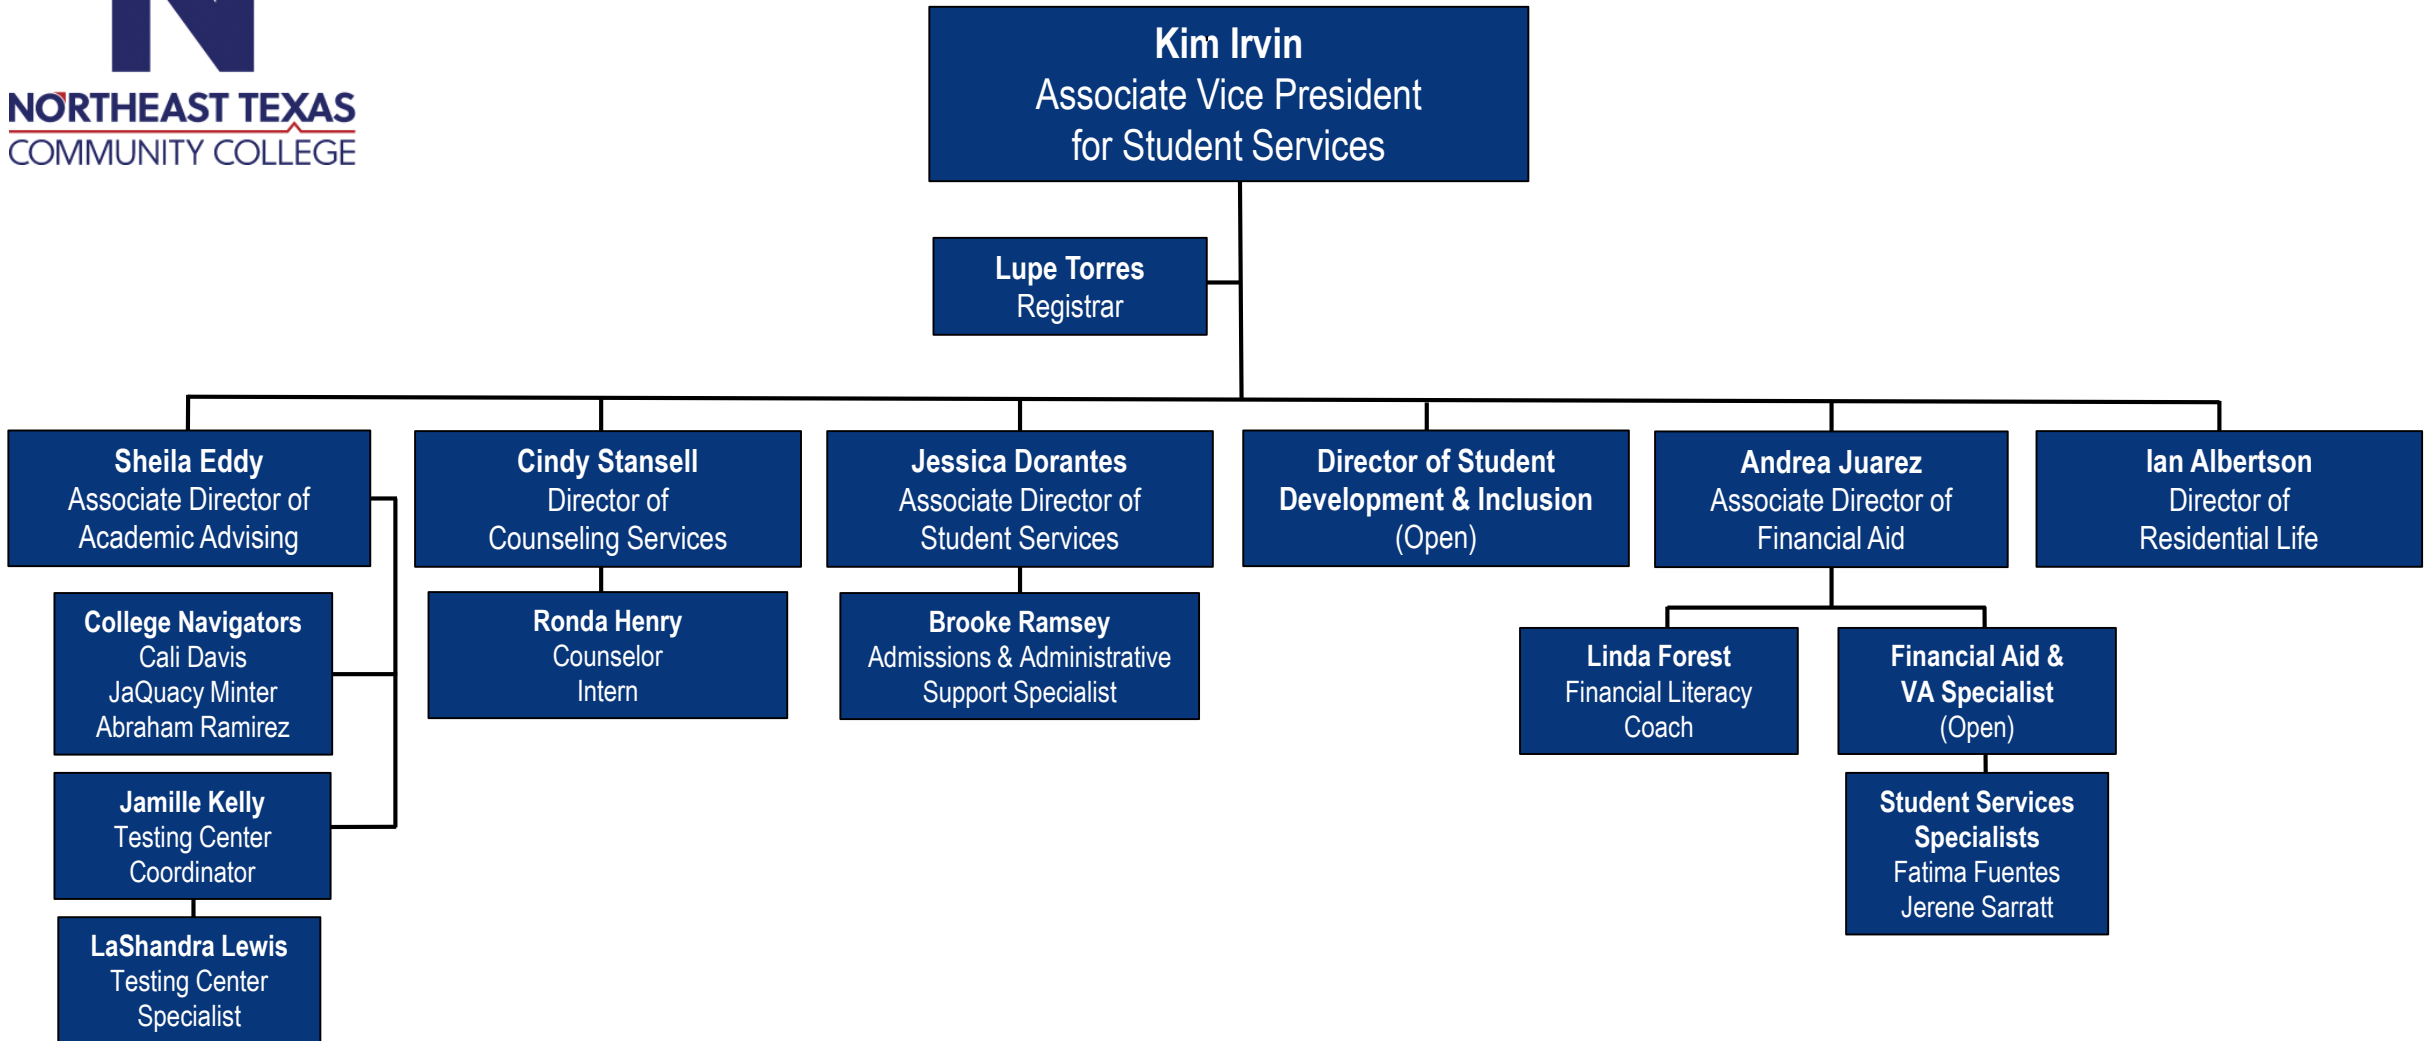 NORTHEAST TEXAS
COMMUNITY COLLEGE
Kim Irvin
Associate Vice President
for Student Services
Lupe Torres
Registrar
Sheila Eddy
Associate Director of
Academic Advising
Cindy Stansell
Director of
Counseling Services
Jessica Dorantes
Associate Director of
Student Services
Director of Student
Development & Inclusion
(Open)
Andrea Juarez
Associate Director of
Financial Aid
Ian Albertson
Director of
Residential Life
College Navigators
Cali Davis
JaQuacy Minter
Abraham Ramirez
Ronda Henry
Counselor
Intern
Brooke Ramsey
Admissions & Administrative
Support Specialist
Linda Forest
Financial Literacy
Coach
Financial Aid &
VA Specialist
(Open)
Jamille Kelly
Testing Center
Coordinator
Student Services
Specialists
Fatima Fuentes
Jerene Sarratt
LaShandra Lewis
Testing Center
Specialist